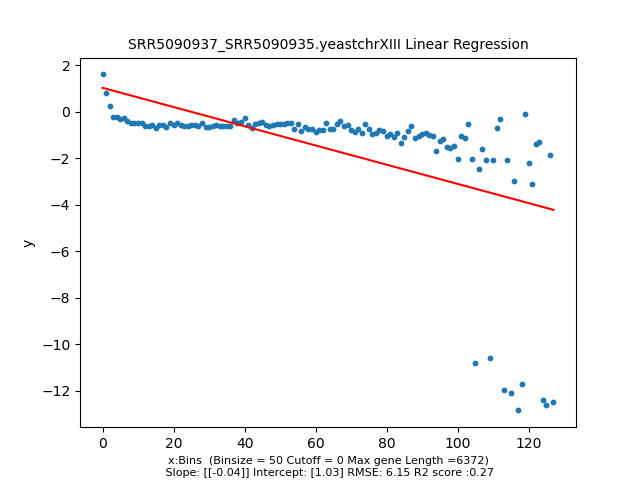 SRR5090937_SRR5090935.yeastchrXIII Linear Regression
2
0
−2
−4
−6
−8
−10
−12
y
0 20 40 60 80 100 120
x:Bins (Binsize = 50 Cutoff = 0 Max gene Length =6372)
Slope: [[-0.04]] Intercept: [1.03] RMSE: 6.15 R2 score :0.27